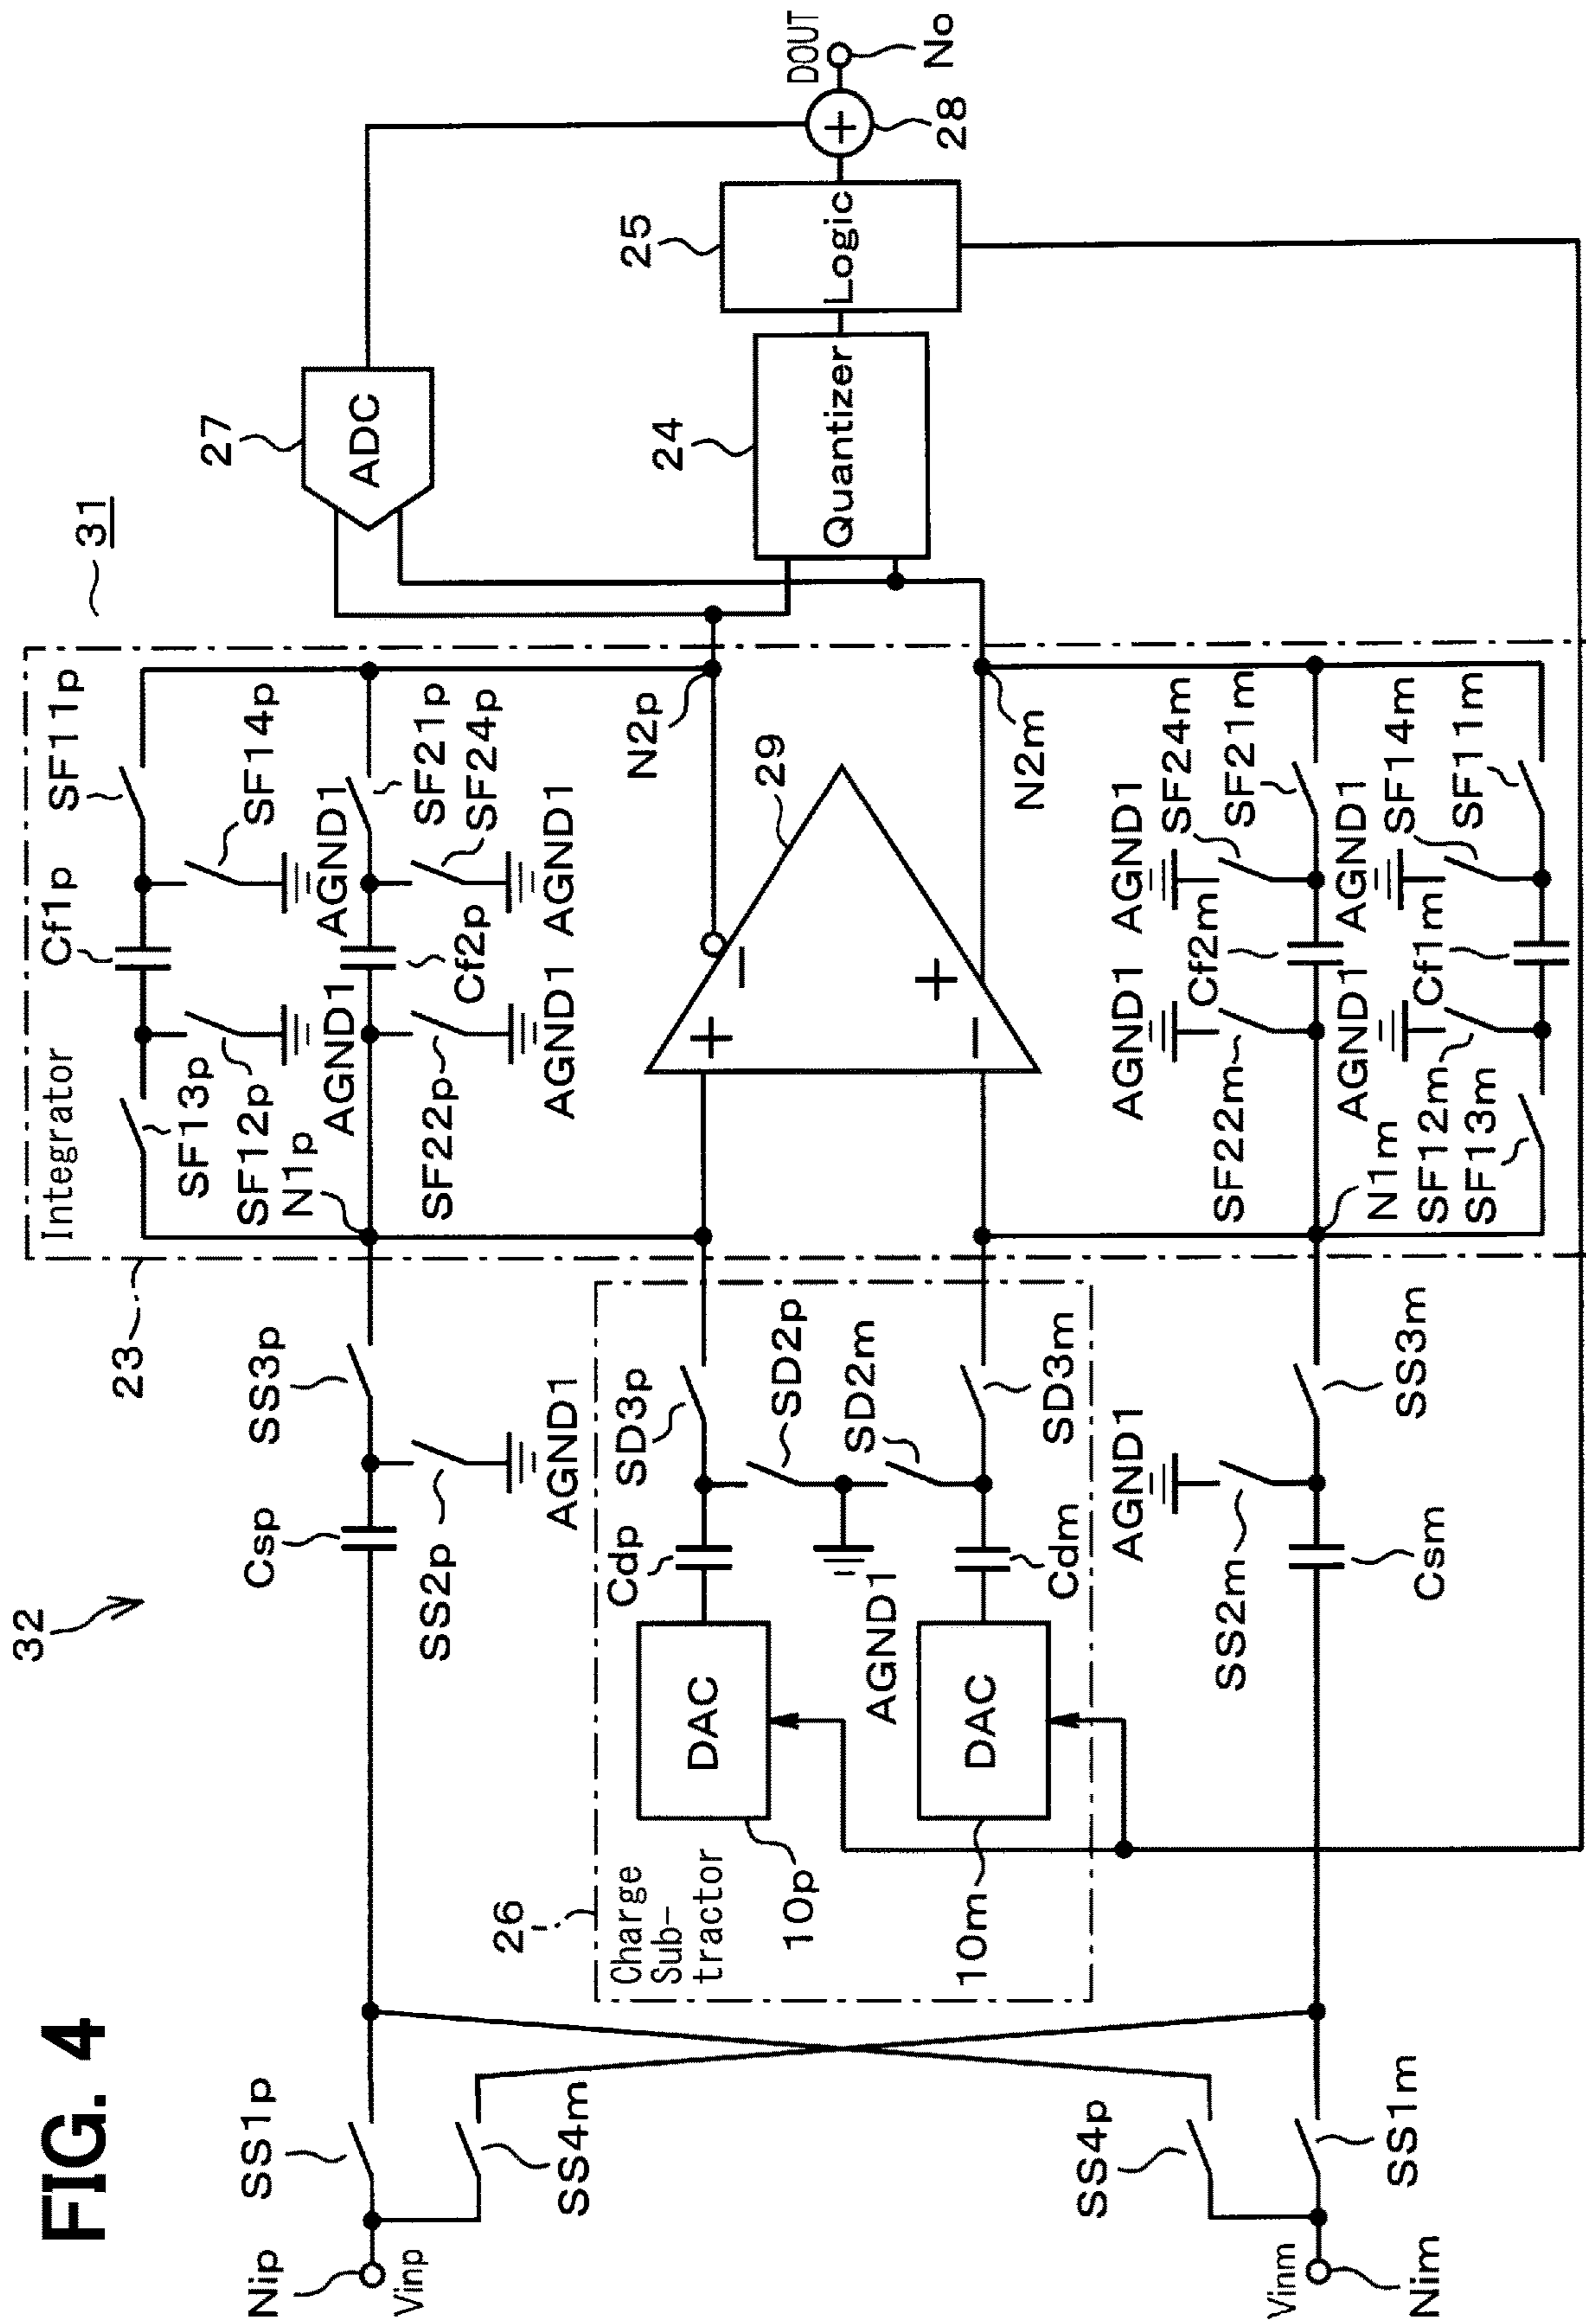 FIG. 4
32
31
23
Integrator
SF11p
Cf1p
SF14p
AGND1
SF13p
SF12p
AGND1
N1p
SF21p
SF24p
AGND1
Cf2p
SF22p
AGND1
N2p
27
ADC
Nip
Vinp
SS1p
SS4m
Csp
SS3p
SS2p
AGND1
26
Charge
Sub-
tractor
DAC
10p
Cdp
SD3p
SD2p
SD2m
AGND1
DAC
10m
Cdm
SD3m
29
+
−
−
+
24
Quantizer
25
Logic
+
28
DOUT
No
N2m
SS4p
SS1m
Vinm
Nim
AGND1
SS2m
Csm
SS3m
AGND1
SF24m
SF21m
AGND1
Cf2m
SF22m
N1m
AGND1
SF14m
SF11m
AGND1
Cf1m
SF12m
SF13m